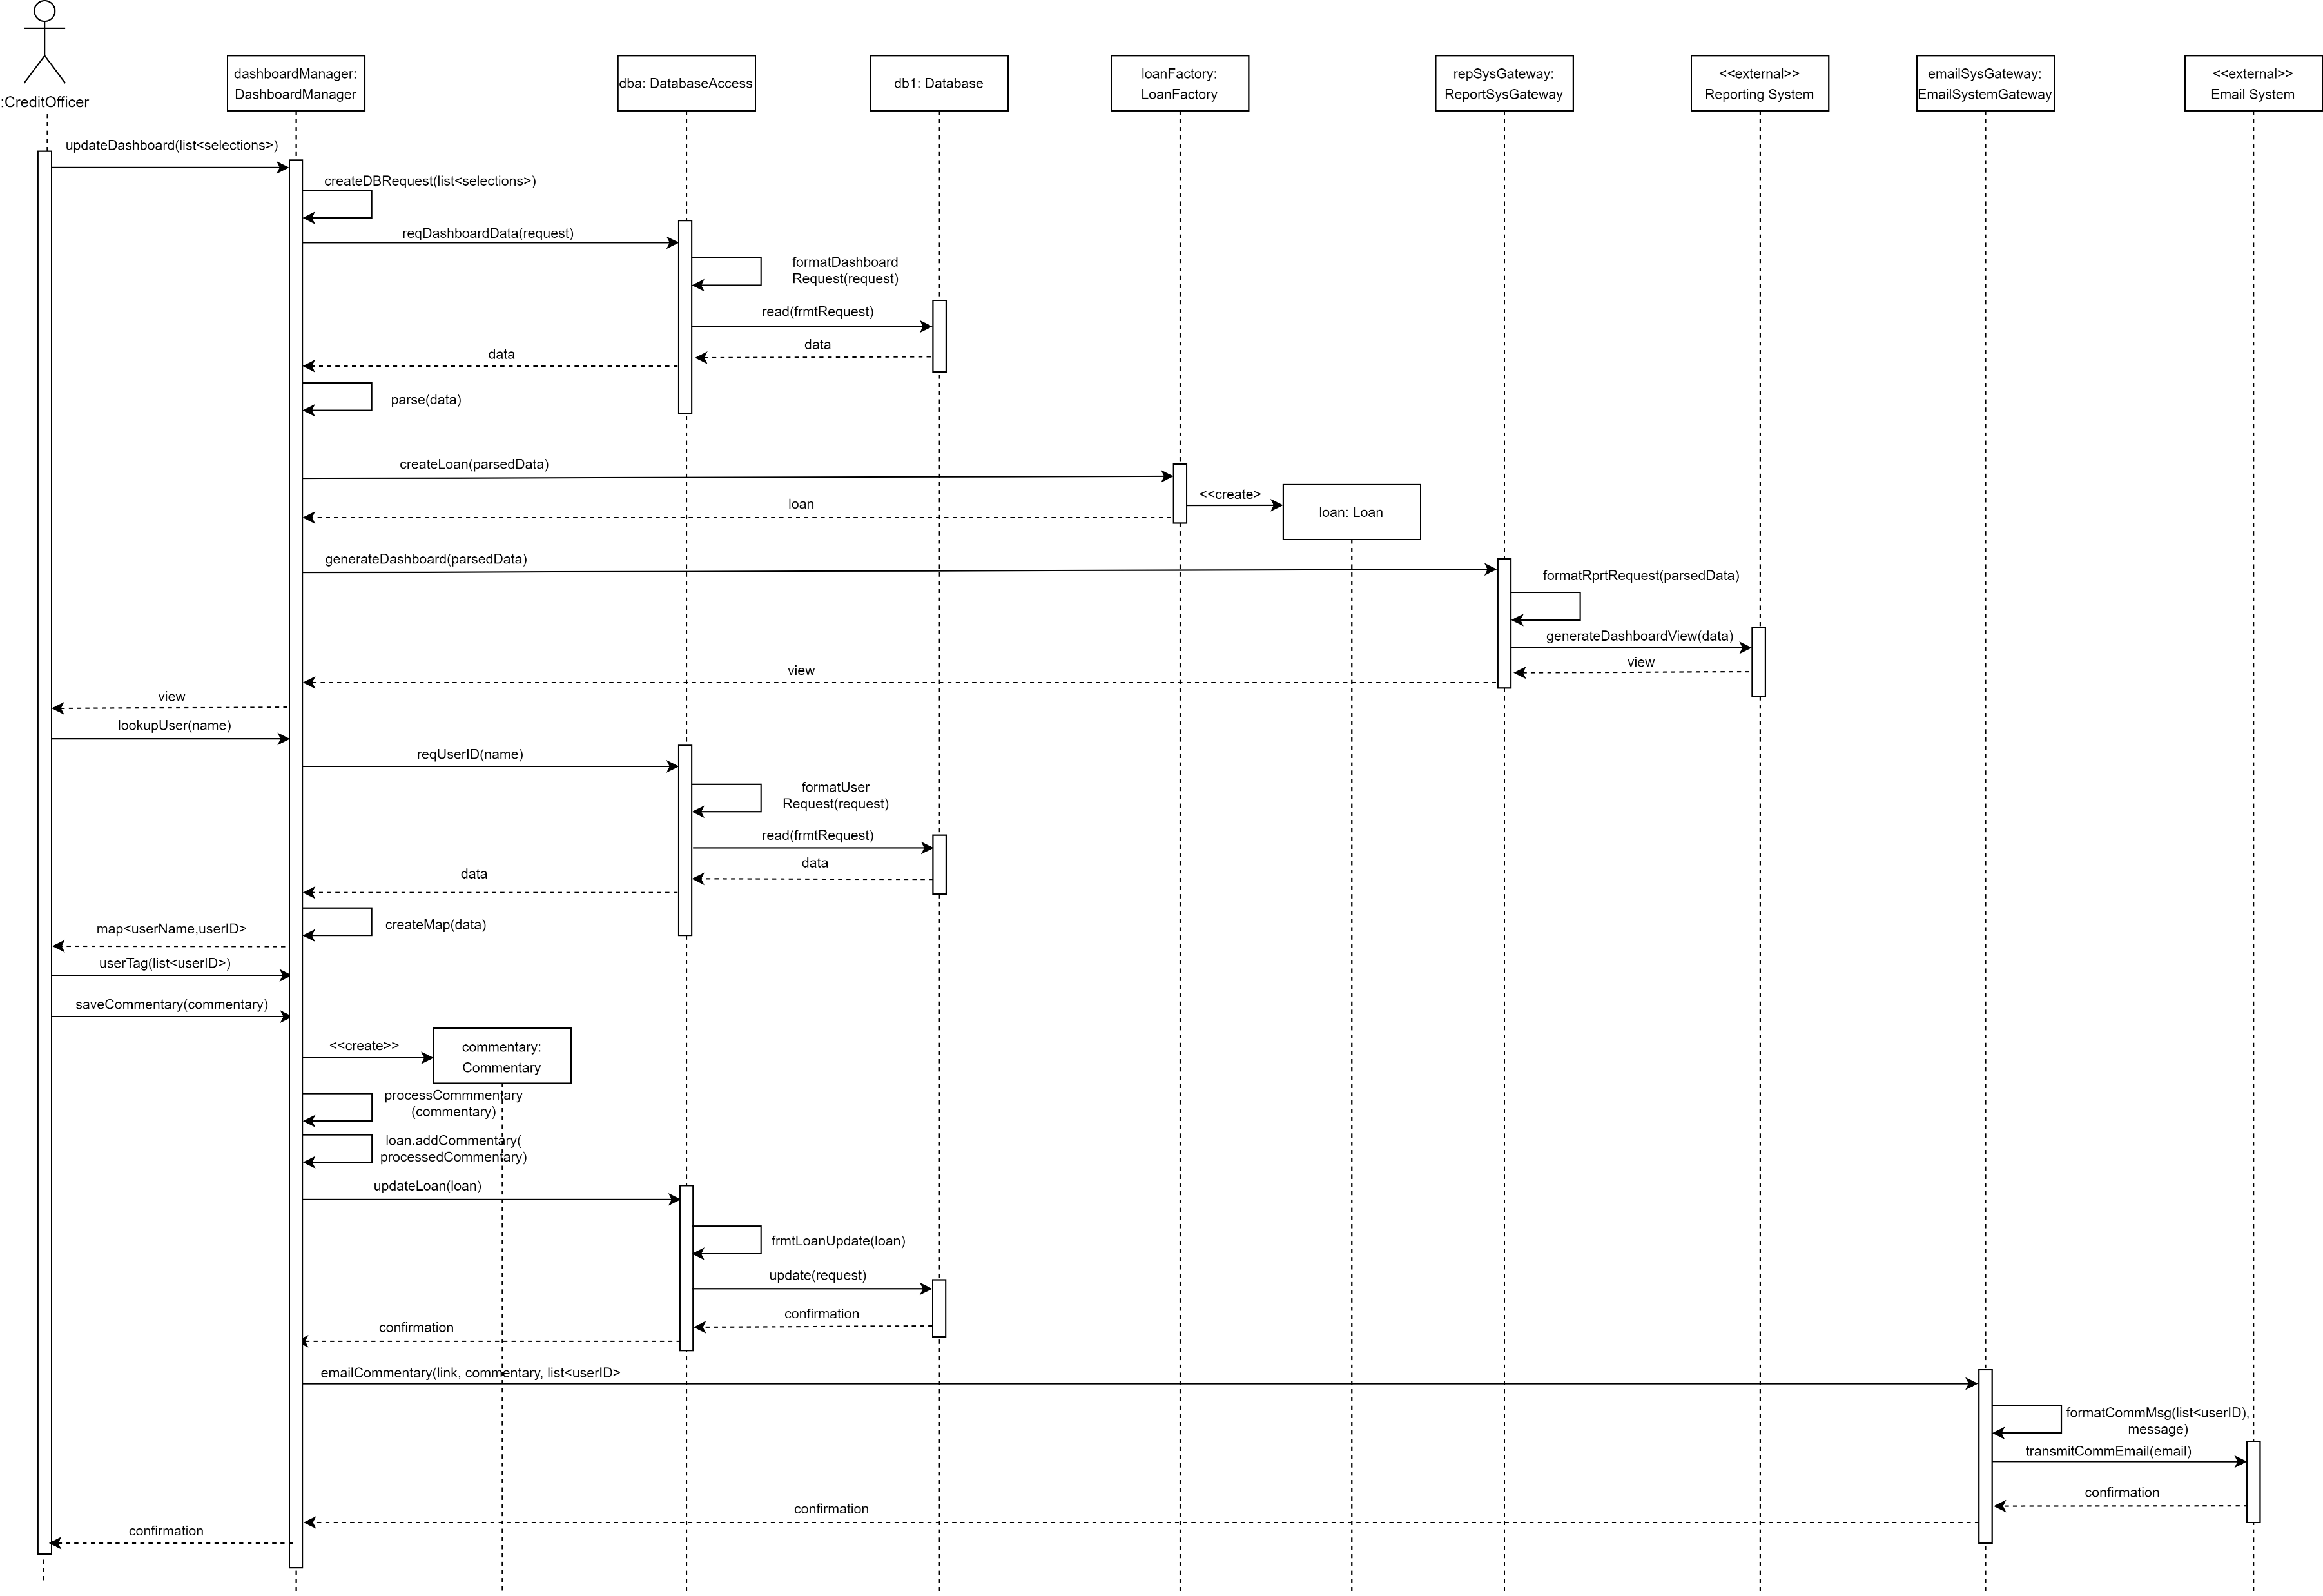 :CreditOfficer
dashboardManager:
DashboardManager
dba: DatabaseAccess
db1: Database
loanFactory:
LoanFactory
repSysGateway:
ReportSysGateway
<<external>>
Reporting System
emailSysGateway:
EmailSystemGateway
<<external>>
Email System
updateDashboard(list<selections>)
createDBRequest(list<selections>)
reqDashboardData(request)
formatDashboard
Request(request)
read(frmtRequest)
data
data
parse(data)
createLoan(parsedData)
<<create>
loan: Loan
loan
generateDashboard(parsedData)
formatRprtRequest(parsedData)
generateDashboardView(data)
view
view
view
lookupUser(name)
reqUserID(name)
formatUser
Request(request)
read(frmtRequest)
data
data
createMap(data)
map<userName,userID>
userTag(list<userID>)
saveCommentary(commentary)
<<create>>
commentary:
Commentary
processCommmentary
(commentary)
loan.addCommentary(
processedCommentary)
updateLoan(loan)
frmtLoanUpdate(loan)
update(request)
confirmation
confirmation
emailCommentary(link, commentary, list<userID>
formatCommMsg(list<userID),
message)
transmitCommEmail(email)
confirmation
confirmation
confirmation